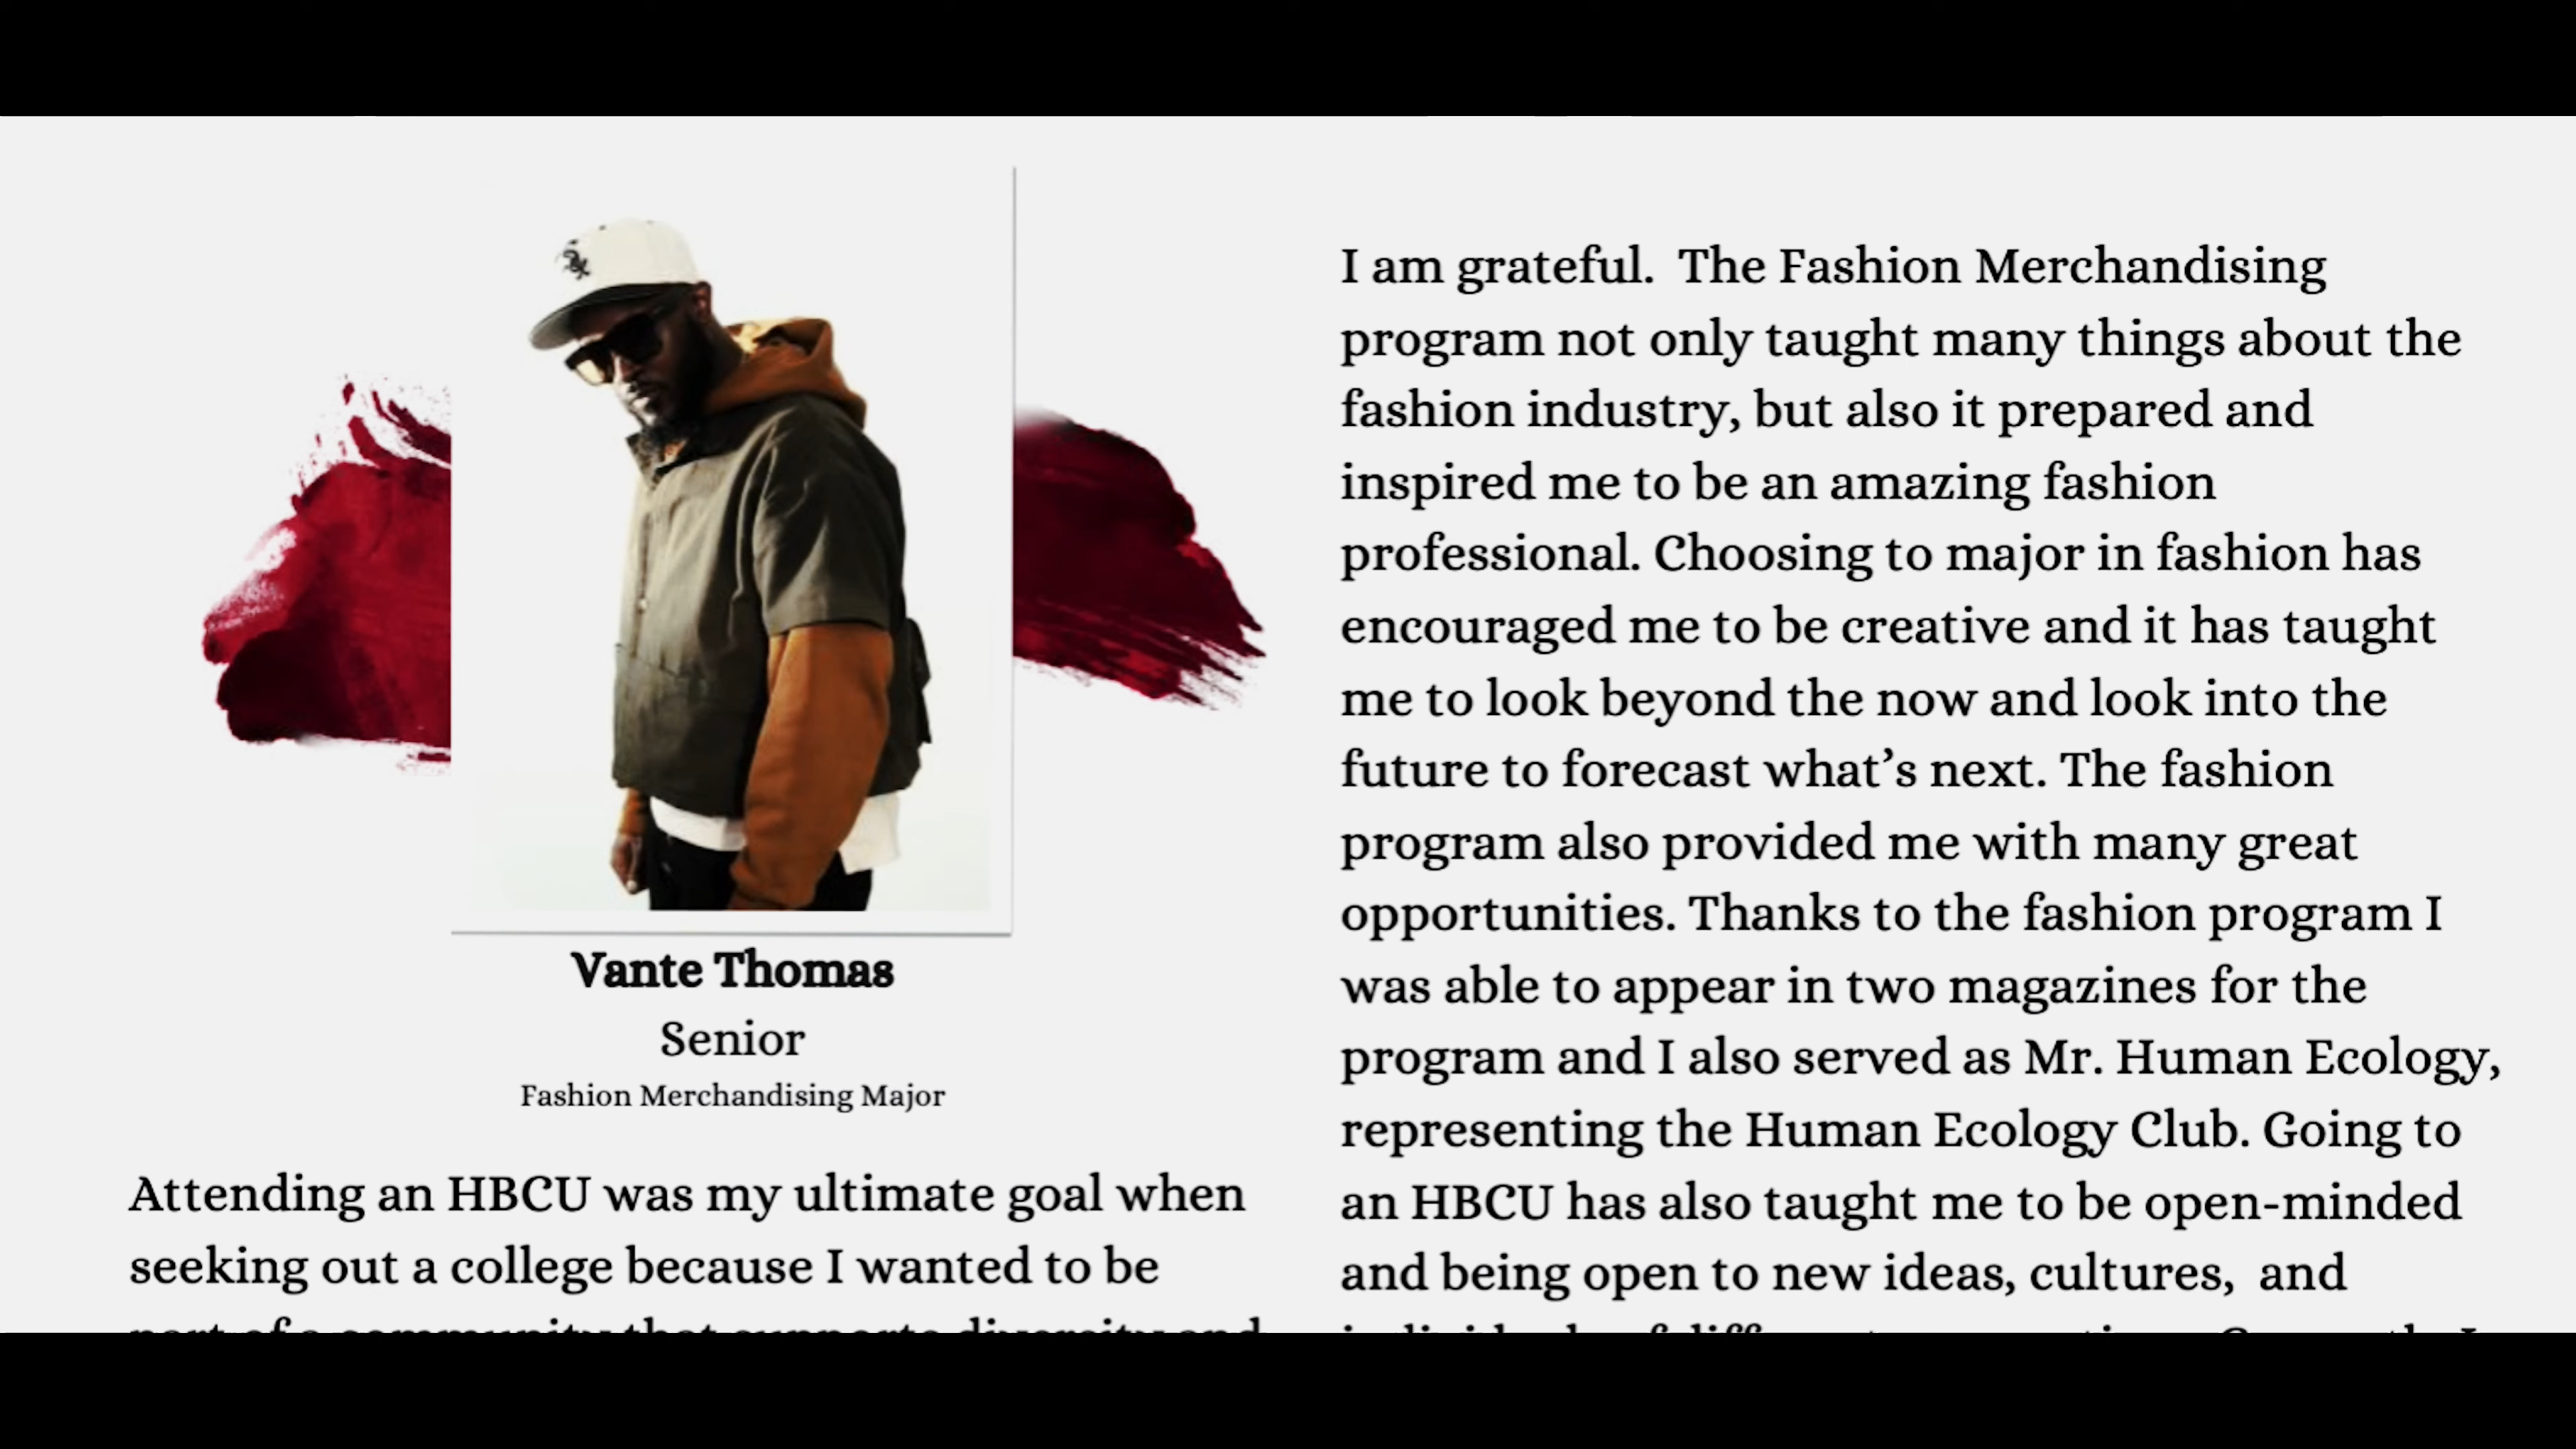 Vante Thomas
Senior
Fashion Merchandising Major
Attending an HBCU was my ultimate goal when
seeking out a college because I wanted to be
part of a community that supports diversity and
I am grateful.  The Fashion Merchandising
program not only taught many things about the
fashion industry, but also it prepared and
inspired me to be an amazing fashion
professional. Choosing to major in fashion has
encouraged me to be creative and it has taught
me to look beyond the now and look into the
future to forecast what’s next. The fashion
program also provided me with many great
opportunities. Thanks to the fashion program I
was able to appear in two magazines for the
program and I also served as Mr. Human Ecology,
representing the Human Ecology Club. Going to
an HBCU has also taught me to be open-minded
and being open to new ideas, cultures,  and